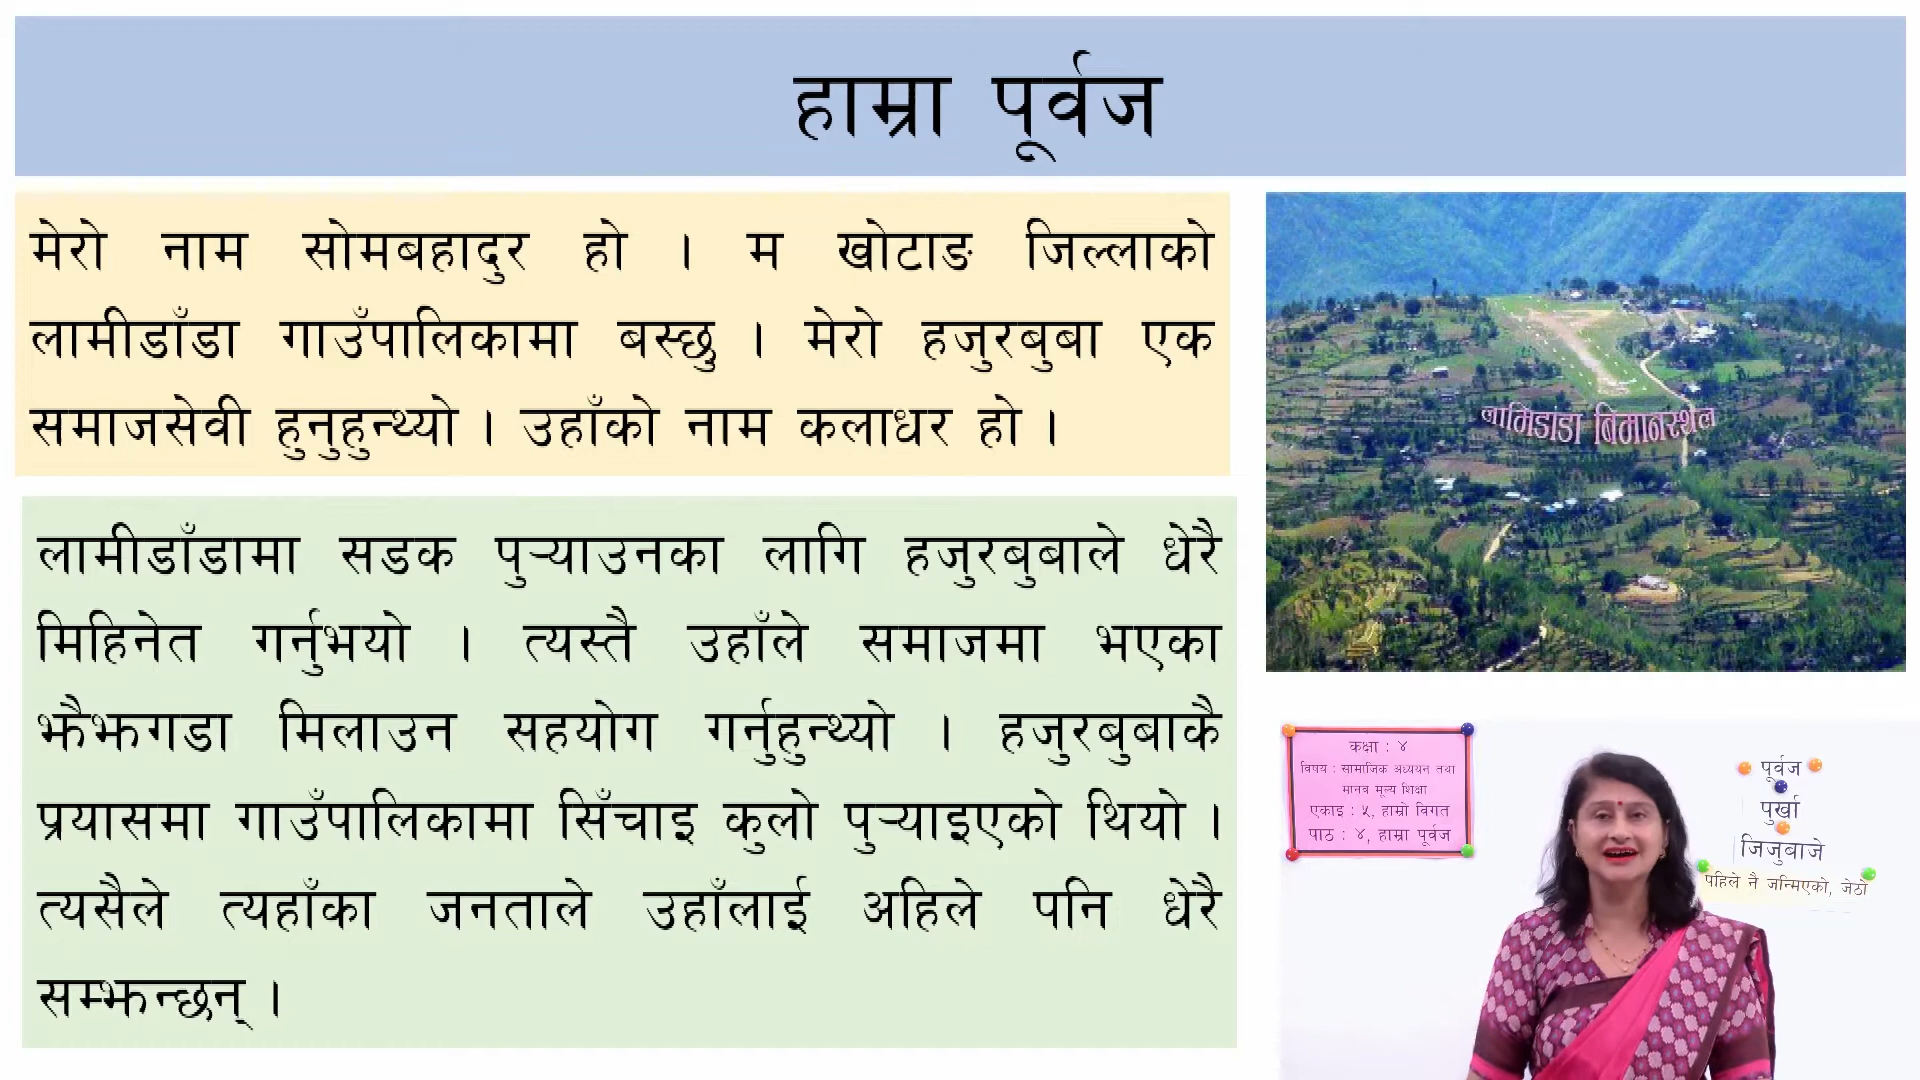 हाम्रा पूर्वज
मेरो नाम सोमबहादुर हो । म खोटाङ जिल्लाको
लामीडाँडा गाउँपालिकामा बस्छु । मेरो हजुरबुबा एक
समाजसेवी हुनुहुन्थ्यो । उहाँको नाम कलाधर हो ।
लामीडाँडामा सडक पुर्‍याउनका लागि हजुरबुबाले धेरै
मिहिनेत गर्नुभयो । त्यस्तै उहाँले समाजमा भएका
झैझगडा मिलाउन सहयोग गर्नुहुन्थ्यो । हजुरबुबाकै
प्रयासमा गाउँपालिकामा सिँचाइ कुलो पुर्‍याइएको थियो ।
त्यसैले त्यहाँका जनताले उहाँलाई अहिले पनि धेरै
सम्झन्छन् ।
लामिडांडा बिमानस्थल
कक्षा : ४
विषय : सामाजिक अध्ययन तथा
मानव मूल्य शिक्षा
एकाइ : ५, हाम्रो विगत
पाठ : ४, हाम्रा पूर्वज
पूर्वज
पुर्खा
जिजुबाजे
पहिले नै जन्मिएको, जेठो